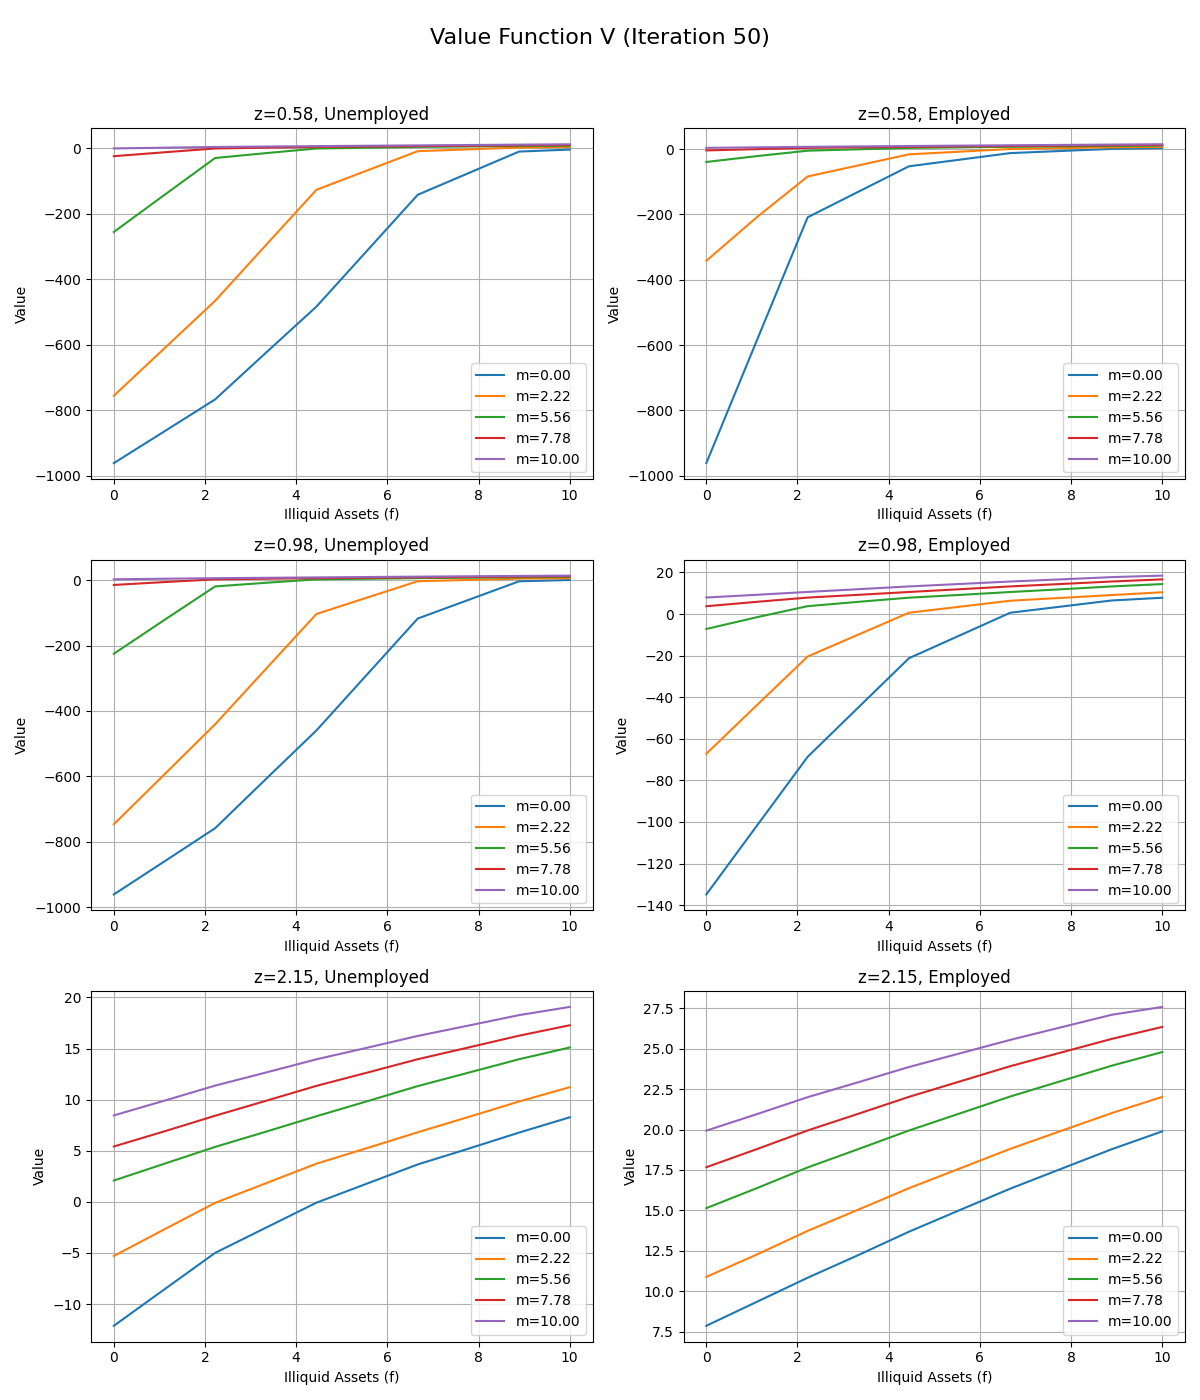 Value Function V (Iteration 50)
z=0.58, Unemployed
0
−200
−400
−600
−800
−1000
Value
0 2 4 6 8 10
Illiquid Assets (f)
m=0.00
m=2.22
m=5.56
m=7.78
m=10.00
z=0.58, Employed
0
−200
−400
−600
−800
−1000
Value
0 2 4 6 8 10
Illiquid Assets (f)
m=0.00
m=2.22
m=5.56
m=7.78
m=10.00
z=0.98, Unemployed
0
−200
−400
−600
−800
−1000
Value
0 2 4 6 8 10
Illiquid Assets (f)
m=0.00
m=2.22
m=5.56
m=7.78
m=10.00
z=0.98, Employed
20
0
−20
−40
−60
−80
−100
−120
−140
Value
0 2 4 6 8 10
Illiquid Assets (f)
m=0.00
m=2.22
m=5.56
m=7.78
m=10.00
z=2.15, Unemployed
20
15
10
5
0
−5
−10
Value
0 2 4 6 8 10
Illiquid Assets (f)
m=0.00
m=2.22
m=5.56
m=7.78
m=10.00
z=2.15, Employed
27.5
25.0
22.5
20.0
17.5
15.0
12.5
10.0
7.5
Value
0 2 4 6 8 10
Illiquid Assets (f)
m=0.00
m=2.22
m=5.56
m=7.78
m=10.00